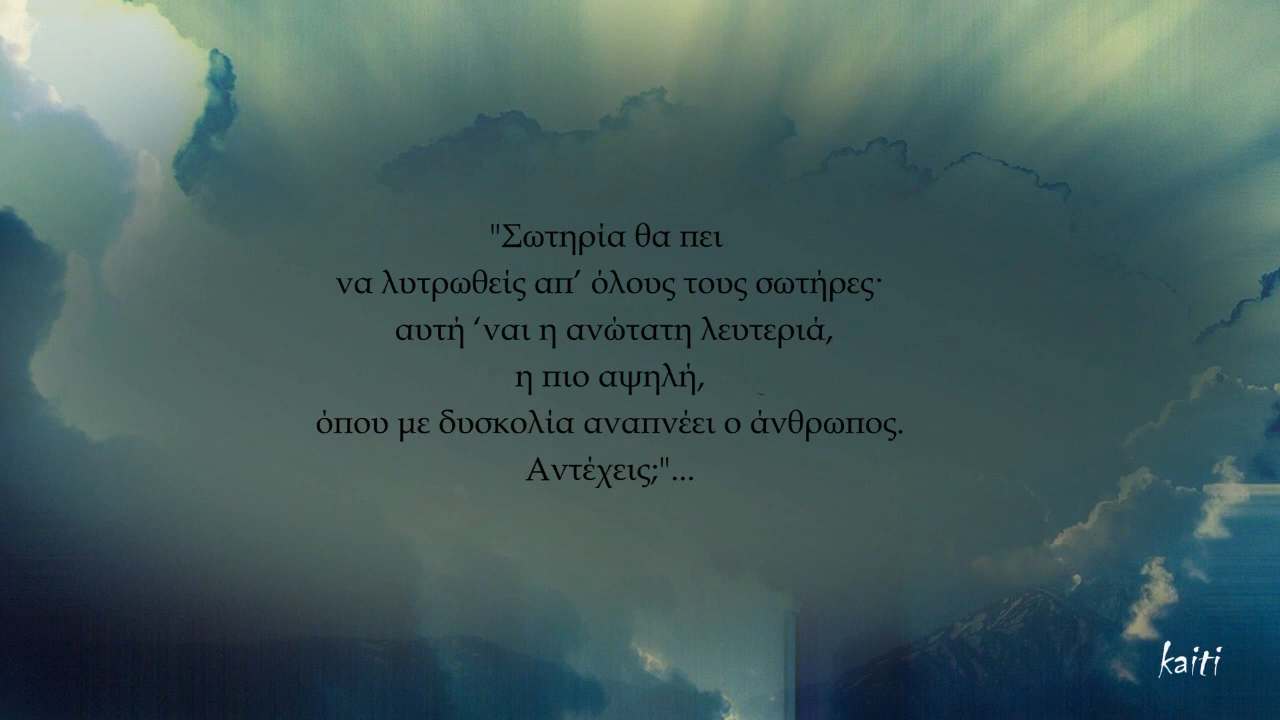 "Σωτηρία θα πει
να λυτρωθείς απ’ όλους τους σωτήρες·
αυτή ‘ναι η ανώτατη λευτεριά,
η πιο αψηλή,
όπου με δυσκολία αναπνέει ο άνθρωπος.
Αντέχεις;"...
kaiti